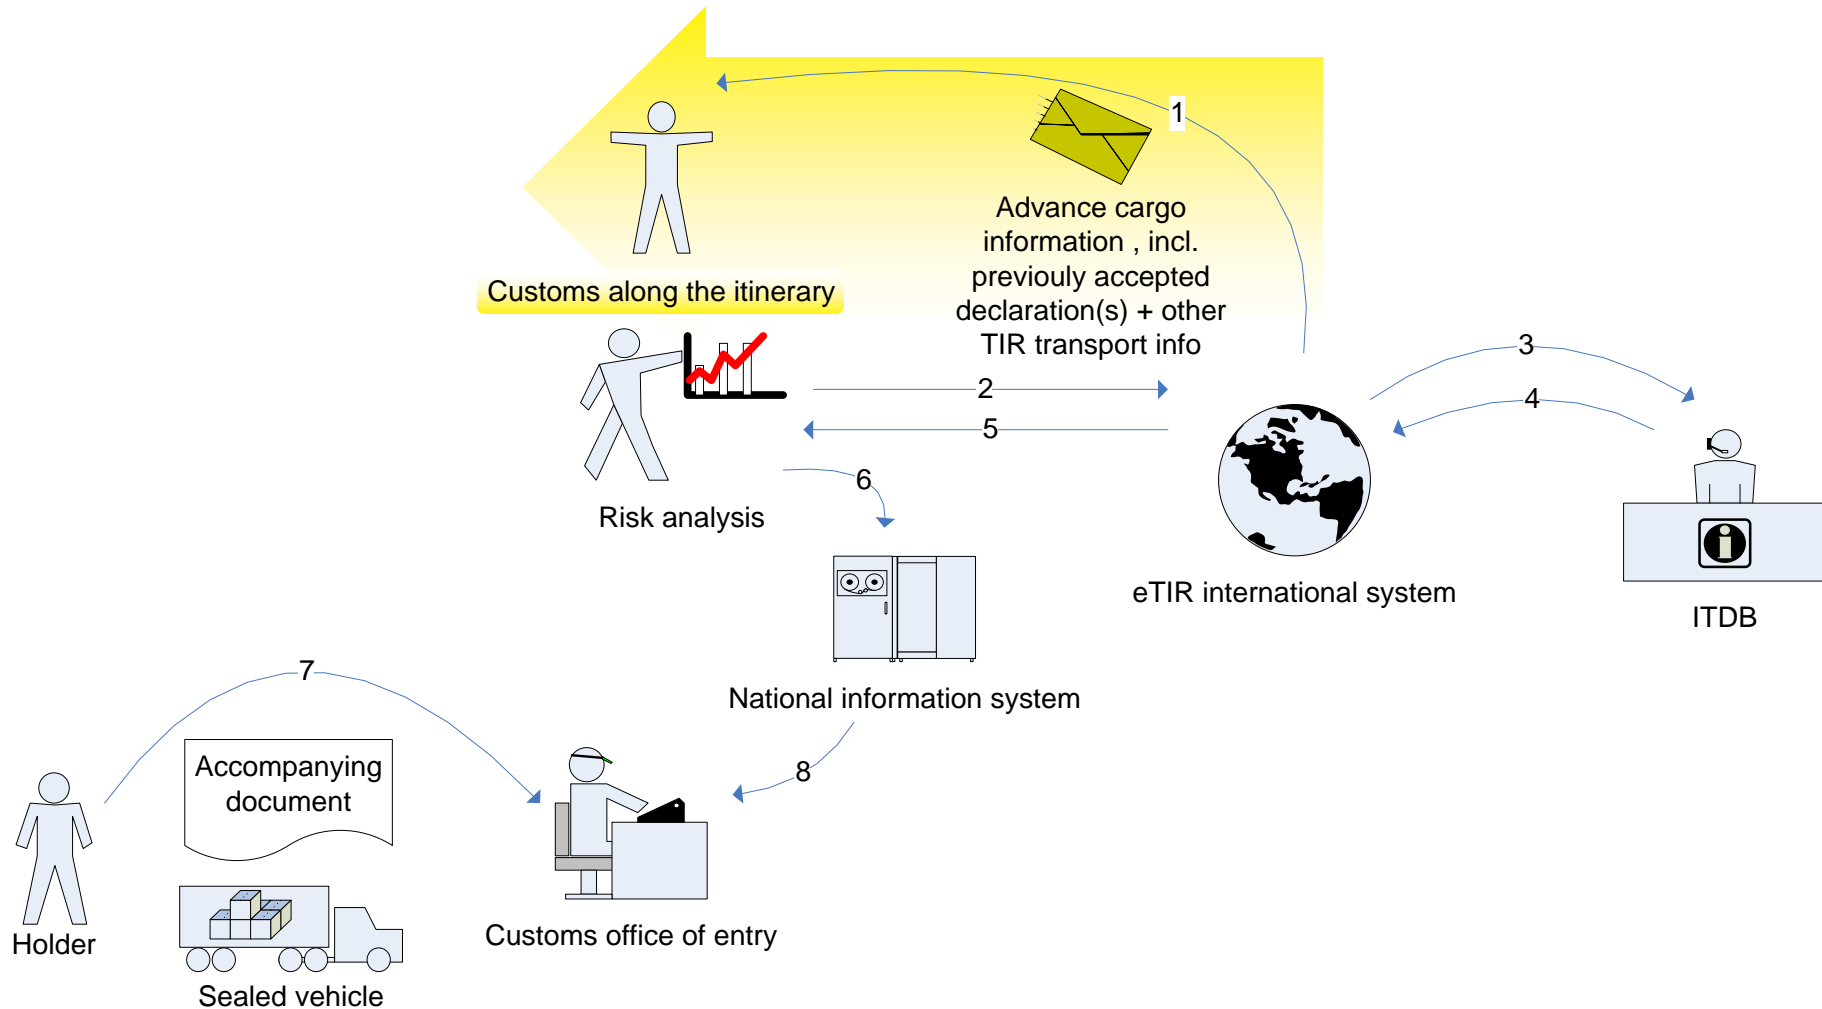 1
Advance cargo
information , incl.
previouly accepted
declaration(s) + other
TIR transport info
Customs along the itinerary
2
3
4
5
6
Risk analysis
eTIR international system
ITDB
National information system
7
8
Accompanying
document
Holder
Customs office of entry
Sealed vehicle